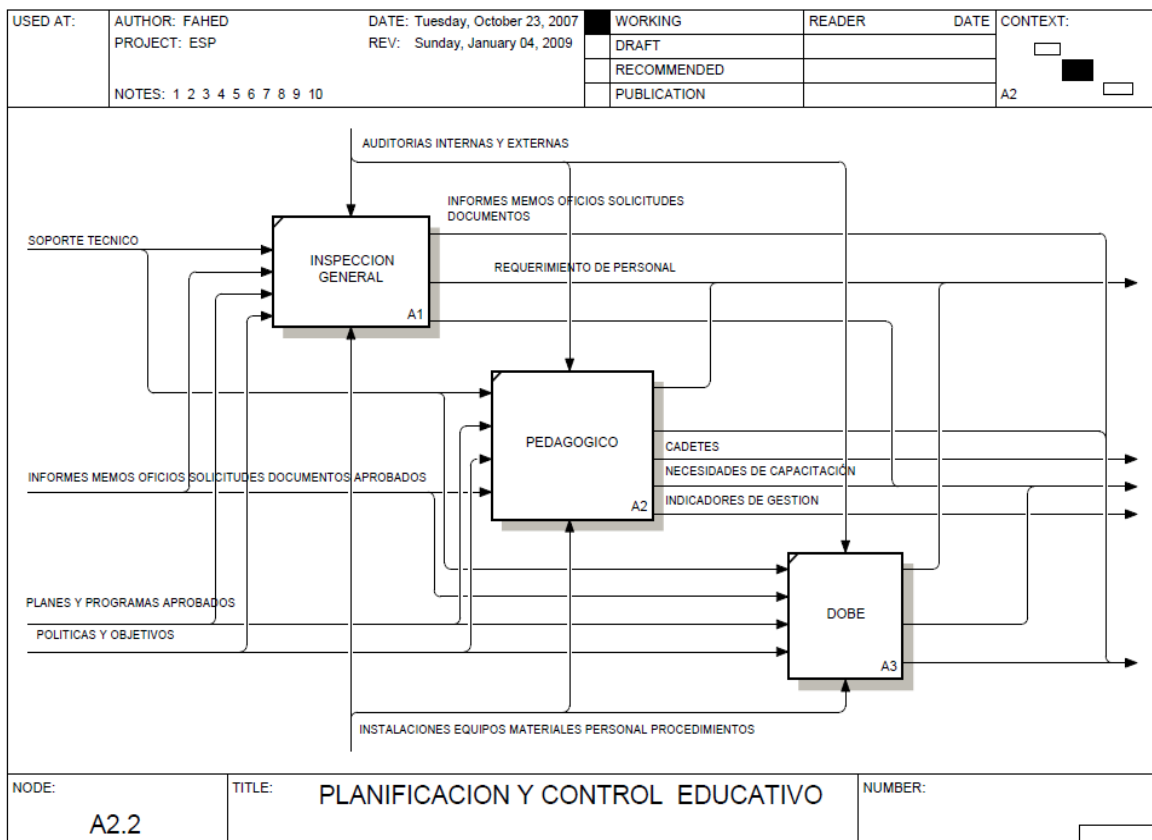 USED AT:
AUTHOR: FAHED
DATE: Tuesday, October 23, 2007
WORKING
READER
DATE
CONTEXT:
PROJECT: ESP
REV: Sunday, January 04, 2009
DRAFT
RECOMMENDED
NOTES: 1 2 3 4 5 6 7 8 9 10
PUBLICATION
A2
AUDITORIAS INTERNAS Y EXTERNAS
INFORMES MEMOS OFICIOS SOLICITUDES
DOCUMENTOS
SOPORTE TECNICO
INSPECCION
GENERAL
A1
REQUERIMIENTO DE PERSONAL
PEDAGOGICO
A2
CADETES
NECESIDADES DE CAPACITACIÓN
INDICADORES DE GESTION
INFORMES MEMOS OFICIOS SOLICITUDES DOCUMENTOS APROBADOS
PLANES Y PROGRAMAS APROBADOS
POLITICAS Y OBJETIVOS
DOBE
A3
INSTALACIONES EQUIPOS MATERIALES PERSONAL PROCEDIMIENTOS
NODE:
A2.2
TITLE:
PLANIFICACION Y CONTROL EDUCATIVO
NUMBER: